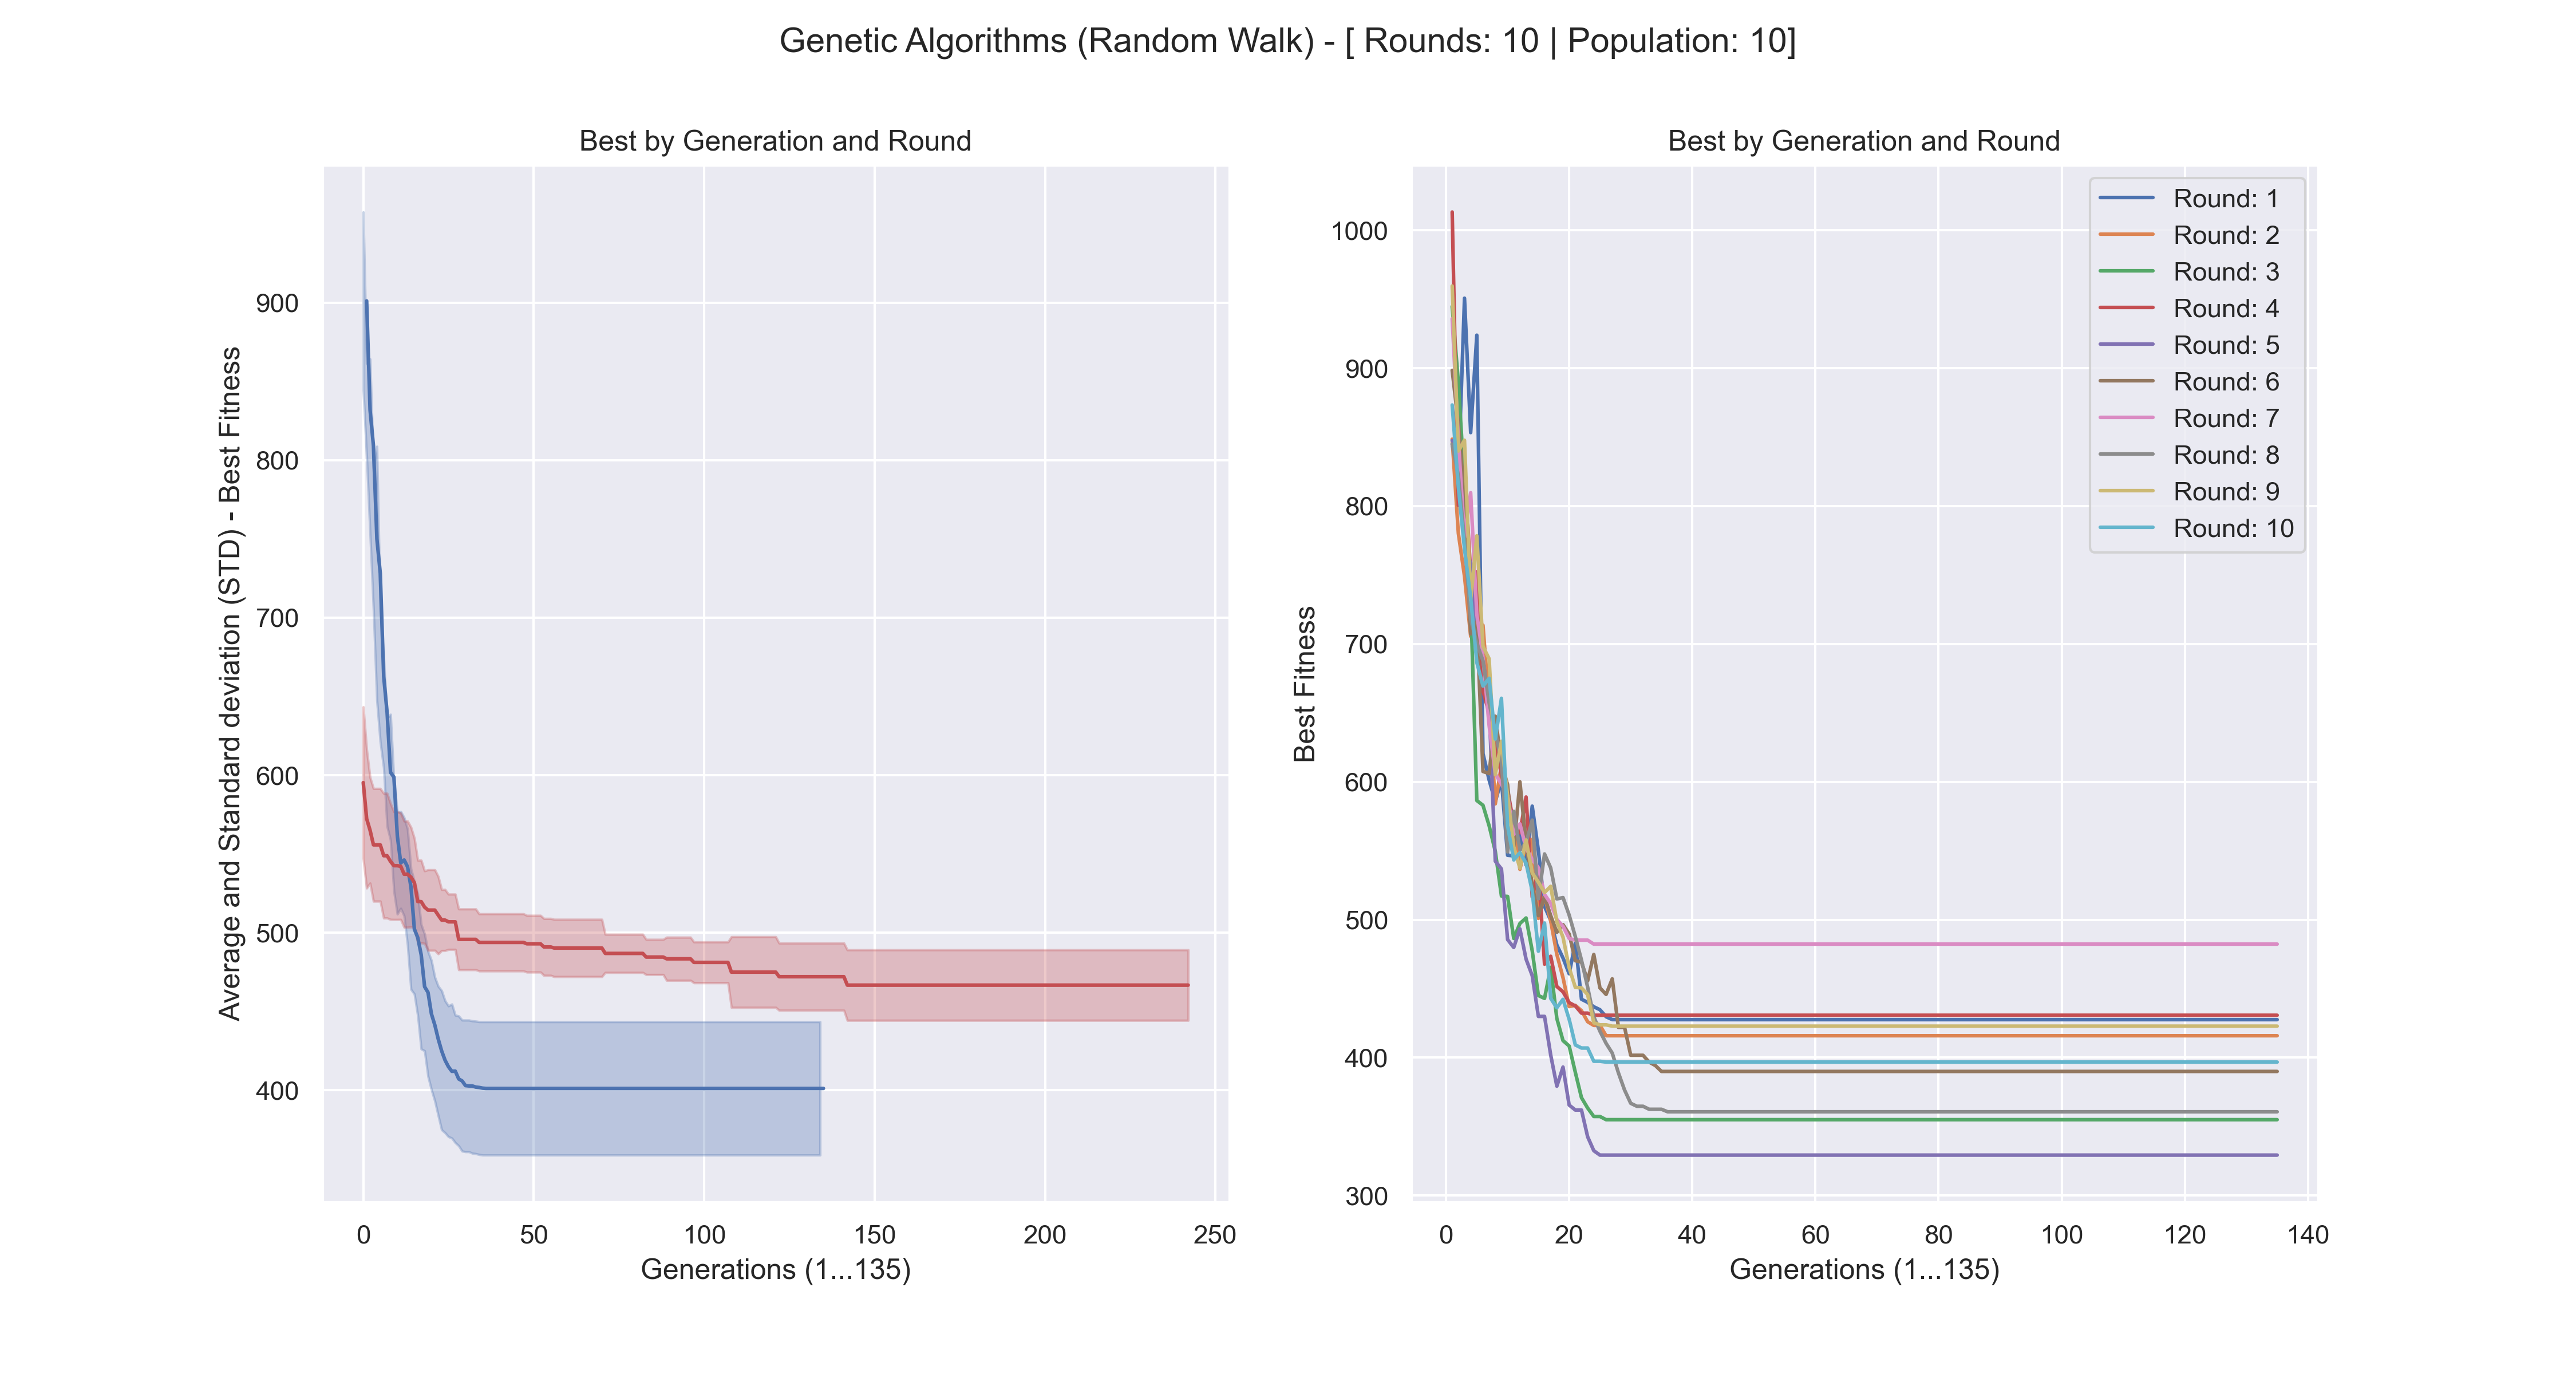 Genetic Algorithms (Random Walk) - [ Rounds: 10 | Population: 10]
Best by Generation and Round
Average and Standard deviation (STD) - Best Fitness
900
800
700
600
500
400
0 50 100 150 200 250
Generations (1...135)
Best by Generation and Round
Best Fitness
1000
900
800
700
600
500
400
300
0 20 40 60 80 100 120 140
Generations (1...135)
Round: 1
Round: 2
Round: 3
Round: 4
Round: 5
Round: 6
Round: 7
Round: 8
Round: 9
Round: 10